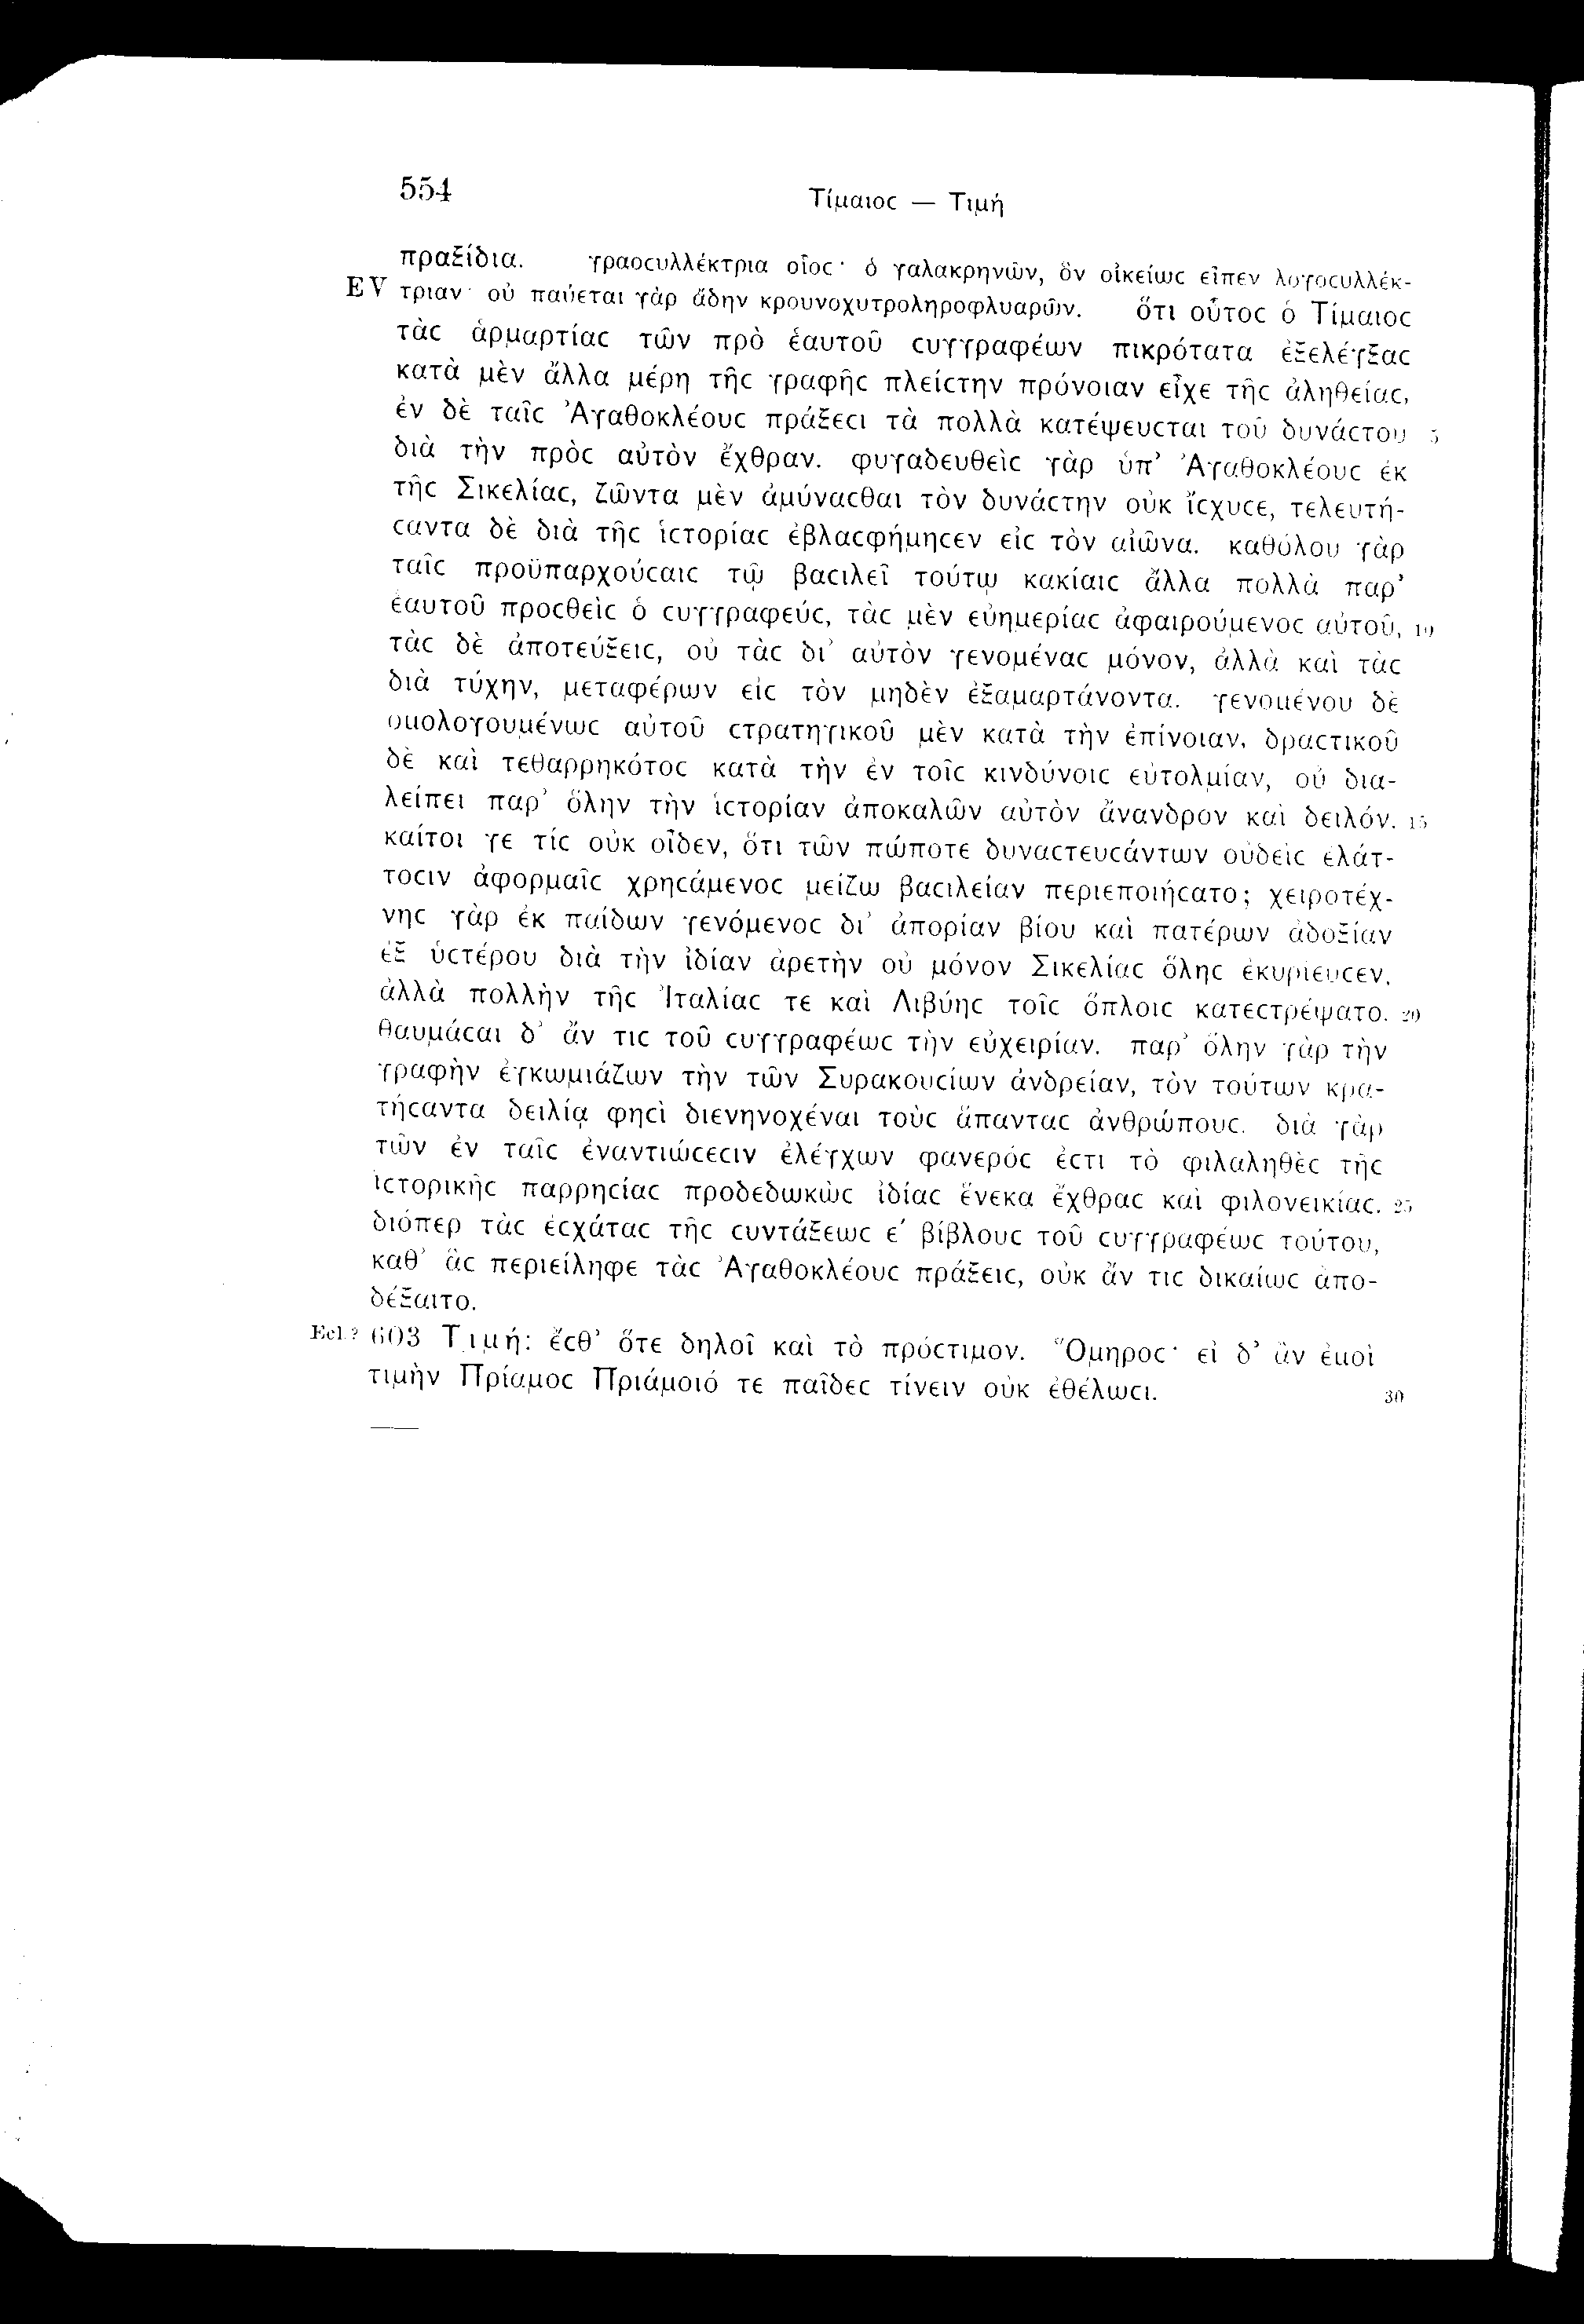 554
Τίμαιοϲ — Τιμή
πραξίδια. γραοϲυλλέκτρια οἷοϲ· ὁ γαλακρηνῶν, ὃν οἰκείωϲ εἶπεν λογοϲυλλέκ-
EV τριαν· οὐ παύεται γὰρ ἄδην κρουνοχυτροληροφλυαρῶν. ὅτι οὗτοϲ ὁ Τίμαιοϲ
τὰϲ ἁρμαρτίαϲ τῶν πρὸ ἑαυτοῦ ϲυγγραφέων πικρότατα ἐξελέγξαϲ
κατὰ μὲν ἄλλα μέρη τῆϲ γραφῆϲ πλείϲτην πρόνοιαν εἶχε τῆϲ ἀληθείαϲ,
ἐν δὲ ταῖϲ Ἀγαθοκλέουϲ πράξεϲι τὰ πολλὰ κατέψευϲται τοῦ δυνάϲτου 5
διὰ τὴν πρὸϲ αὐτὸν ἔχθραν. φυγαδευθεὶϲ γὰρ ὑπ’ Ἀγαθοκλέουϲ ἐκ
τῆϲ Σικελίαϲ, ζῶντα μὲν ἀμύναϲθαι τὸν δυνάϲτην οὐκ ἴϲχυϲε, τελευτή-
ϲαντα δὲ διὰ τῆϲ ἱϲτορίαϲ ἐβλαϲφήμηϲεν εἰϲ τὸν αἰῶνα. καθόλου γὰρ
ταῖϲ προϋπαρχούϲαιϲ τῷ βαϲιλεῖ τούτῳ κακίαιϲ ἄλλα πολλὰ παρ’
ἑαυτοῦ προϲθεὶϲ ὁ ϲυγγραφεύϲ, τὰϲ μὲν εὐημερίαϲ ἀφαιρούμενοϲ αὐτοῦ, 10
τὰϲ δὲ ἀποτεύξειϲ, οὐ τὰϲ δι’ αὐτὸν γενομέναϲ μόνον, ἀλλὰ καὶ τὰϲ
διὰ τύχην, μεταφέρων εἰϲ τὸν μηδὲν ἐξαμαρτάνοντα. γενομένου δὲ
ὁμολογουμένωϲ αὐτοῦ ϲτρατηγικοῦ μὲν κατὰ τὴν ἐπίνοιαν, δραϲτικοῦ
δὲ καὶ τεθαρρηκότοϲ κατὰ τὴν ἐν τοῖϲ κινδύνοιϲ εὐτολμίαν, οὐ δια-
λείπει παρ’ ὅλην τὴν ἱϲτορίαν ἀποκαλῶν αὐτὸν ἄνανδρον καὶ δειλόν. 15
καίτοι γε τίϲ οὐκ οἶδεν, ὅτι τῶν πώποτε δυναϲτευϲάντων οὐδεὶϲ ἐλάτ-
τοϲιν ἀφορμαῖϲ χρηϲάμενοϲ μείζω βαϲιλείαν περιεποιήϲατο; χειροτέχ-
νηϲ γὰρ ἐκ παίδων γενόμενοϲ δι’ ἀπορίαν βίου καὶ πατέρων ἀδοξίαν
ἐξ ὑϲτέρου διὰ τὴν ἰδίαν ἀρετὴν οὐ μόνον Σικελίαϲ ὅληϲ ἐκυρίευϲεν,
ἀλλὰ πολλὴν τῆϲ Ἰταλίαϲ τε καὶ Λιβύηϲ τοῖϲ ὅπλοιϲ κατεϲτρέψατο. 20
θαυμάϲαι δ’ ἄν τιϲ τοῦ ϲυγγραφέωϲ τὴν εὐχειρίαν. παρ’ ὅλην γὰρ τὴν
γραφὴν ἐγκωμιάζων τὴν τῶν Συρακουϲίων ἀνδρείαν, τὸν τούτων κρα-
τήϲαντα δειλίᾳ φηϲὶ διενηνοχέναι τοὺϲ ἅπανταϲ ἀνθρώπουϲ. διὰ γὰρ
τῶν ἐν ταῖϲ ἐναντιώϲεϲιν ἐλέγχων φανερόϲ ἐϲτι τὸ φιλαληθὲϲ τῆϲ
ἱϲτορικῆϲ παρρηϲίαϲ προδεδωκὼϲ ἰδίαϲ ἕνεκα ἔχθραϲ καὶ φιλονεικίαϲ. 25
διόπερ τὰϲ ἐϲχάταϲ τῆϲ ϲυντάξεωϲ ε΄ βίβλουϲ τοῦ ϲυγγραφέωϲ τούτου,
καθ’ ἃϲ περιείληφε τὰϲ Ἀγαθοκλέουϲ πράξειϲ, οὐκ ἄν τιϲ δικαίωϲ ἀπο-
δέξαιτο.
Ecl.? 603 Τιμή: ἔϲθ’ ὅτε δηλοῖ καὶ τὸ πρόϲτιμον. Ὅμηροϲ· εἰ δ’ ἂν ἐμοὶ
τιμὴν Πρίαμοϲ Πριάμοιό τε παῖδεϲ τίνειν οὐκ ἐθέλωϲι. 30